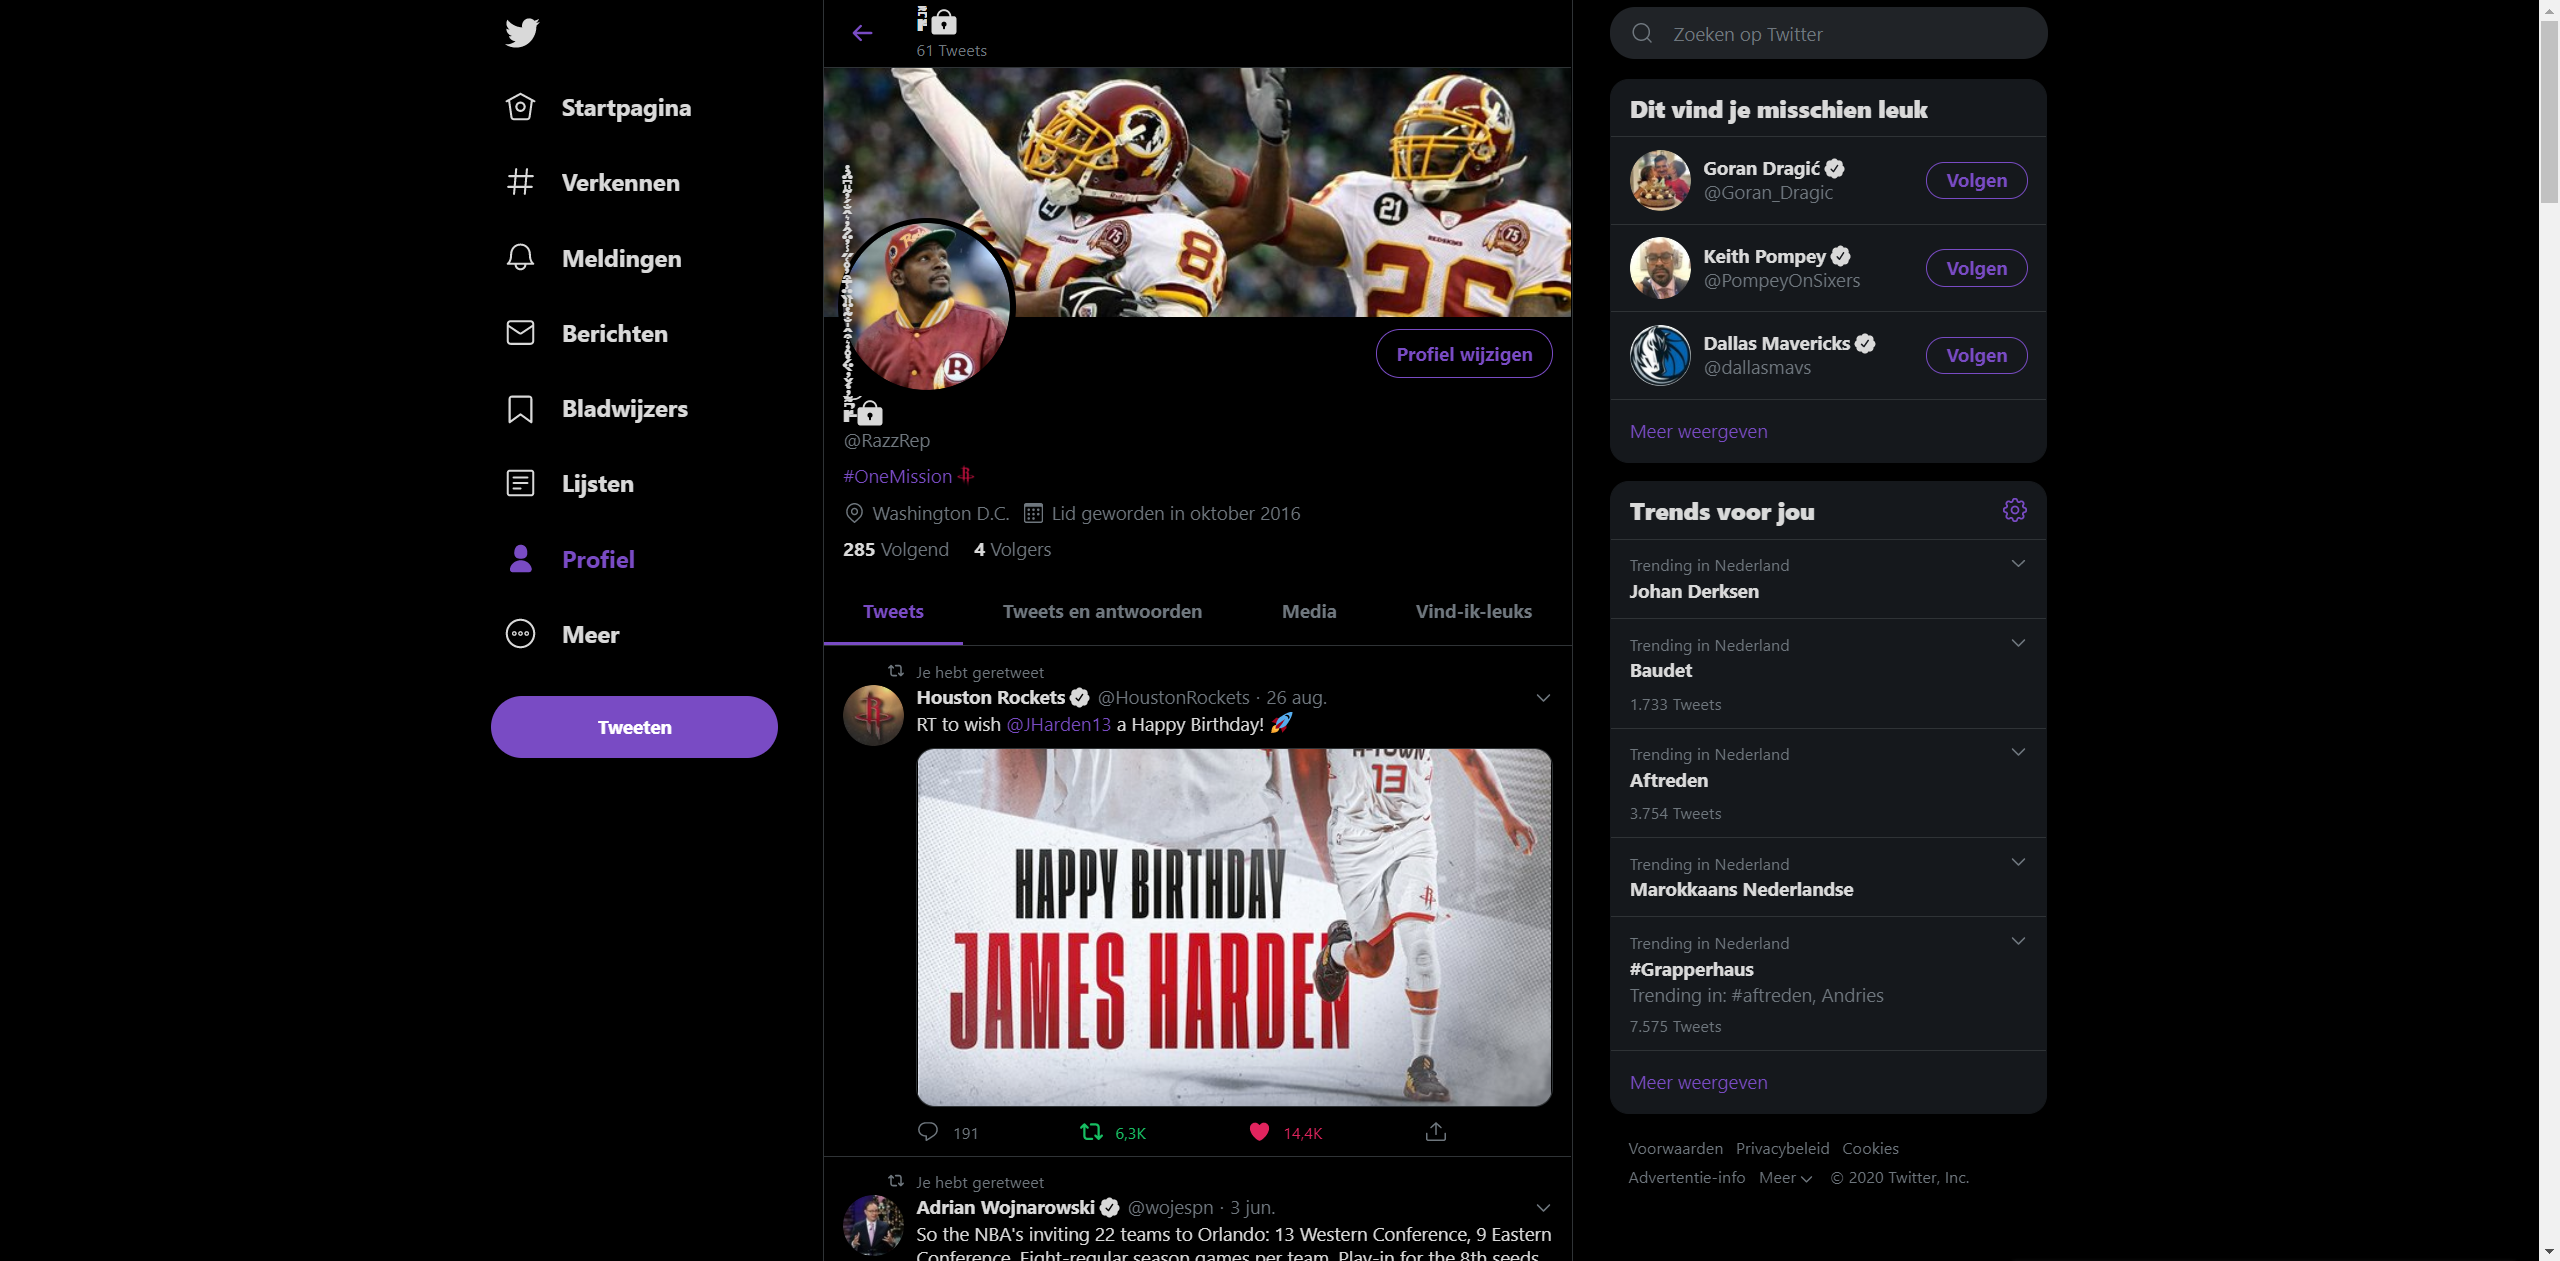 Startpagina
Verkennen
Meldingen
Berichten
Bladwijzers
Lijsten
Profiel
Meer
Tweeten
61 Tweets
21
75
8
26
REDSKINS
75
R
Profiel wijzigen
@RazzRep
#OneMission
Washington D.C. Lid geworden in oktober 2016
285 Volgend 4 Volgers
Tweets Tweets en antwoorden Media Vind-ik-leuks
Je hebt geretweet
Houston Rockets @HoustonRockets · 26 aug.
RT to wish @JHarden13 a Happy Birthday! 🚀
H-TOWN
13
HAPPY BIRTHDAY
JAMES HARDEN
191 6,3K 14,4K
Je hebt geretweet
Adrian Wojnarowski @wojespn · 3 jun.
So the NBA's inviting 22 teams to Orlando: 13 Western Conference, 9 Eastern
Conference. Eight-regular season games per team. Play-in for the 8th seeds.
Zoeken op Twitter
Dit vind je misschien leuk
Goran Dragić
@Goran_Dragic
Volgen
Keith Pompey
@PompeyOnSixers
Volgen
Dallas Mavericks
@dallasmavs
Volgen
Meer weergeven
Trends voor jou
Trending in Nederland
Johan Derksen
Trending in Nederland
Baudet
1.733 Tweets
Trending in Nederland
Aftreden
3.754 Tweets
Trending in Nederland
Marokkaans Nederlandse
Trending in Nederland
#Grapperhaus
Trending in: #aftreden, Andries
7.575 Tweets
Meer weergeven
Voorwaarden Privacybeleid Cookies
Advertentie-info Meer © 2020 Twitter, Inc.